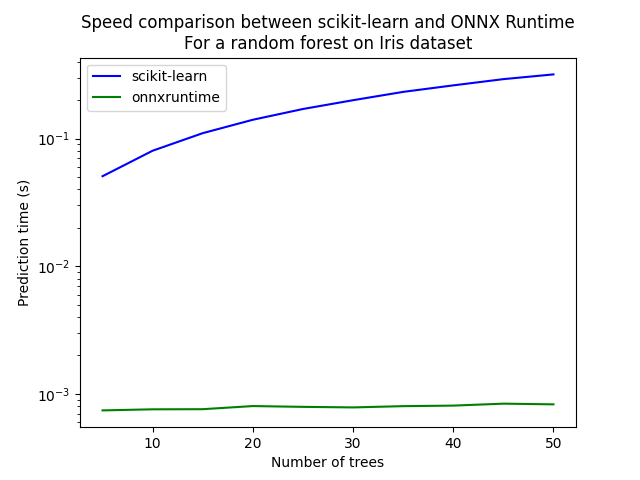 Speed comparison between scikit-learn and ONNX Runtime
For a random forest on Iris dataset
scikit-learn
onnxruntime
Prediction time (s)
10⁻¹
10⁻²
10⁻³
10 20 30 40 50
Number of trees